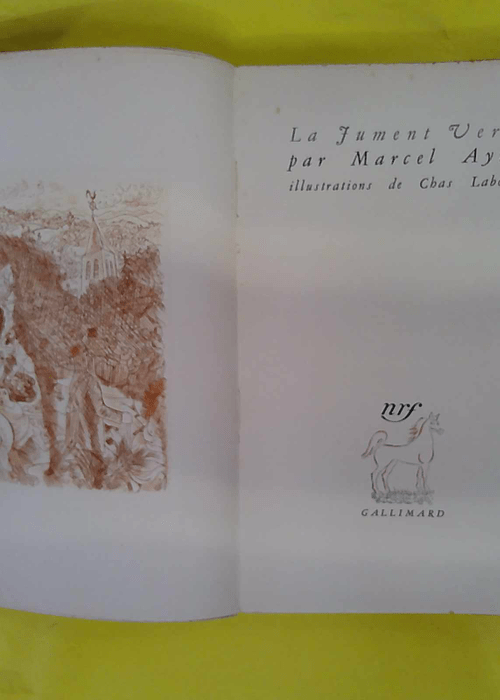 La Jument Ver
par Marcel Ay
illustrations de Chas Labo
nrf
GALLIMARD